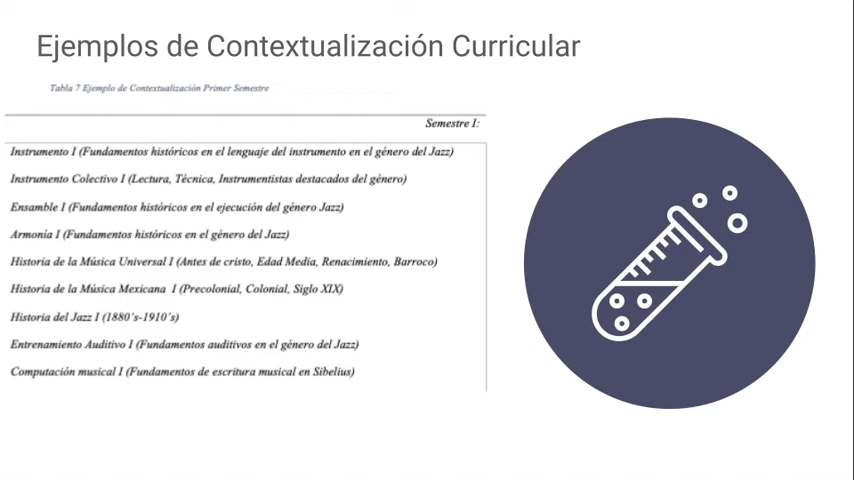 Ejemplos de Contextualización Curricular
Tabla 7 Ejemplo de Contextualización Primer Semestre
Semestre I:
Instrumento I (Fundamentos históricos en el lenguaje del instrumento en el género del Jazz)
Instrumento Colectivo I (Lectura, Técnica, Instrumentistas destacados del género)
Ensamble I (Fundamentos históricos en el ejecución del género Jazz)
Armonía I (Fundamentos históricos en el género del Jazz)
Historia de la Música Universal I (Antes de cristo, Edad Media, Renacimiento, Barroco)
Historia de la Música Mexicana I (Precolonial, Colonial, Siglo XIX)
Historia del Jazz I (1880's-1910's)
Entrenamiento Auditivo I (Fundamentos auditivos en el género del Jazz)
Computación musical I (Fundamentos de escritura musical en Sibelius)